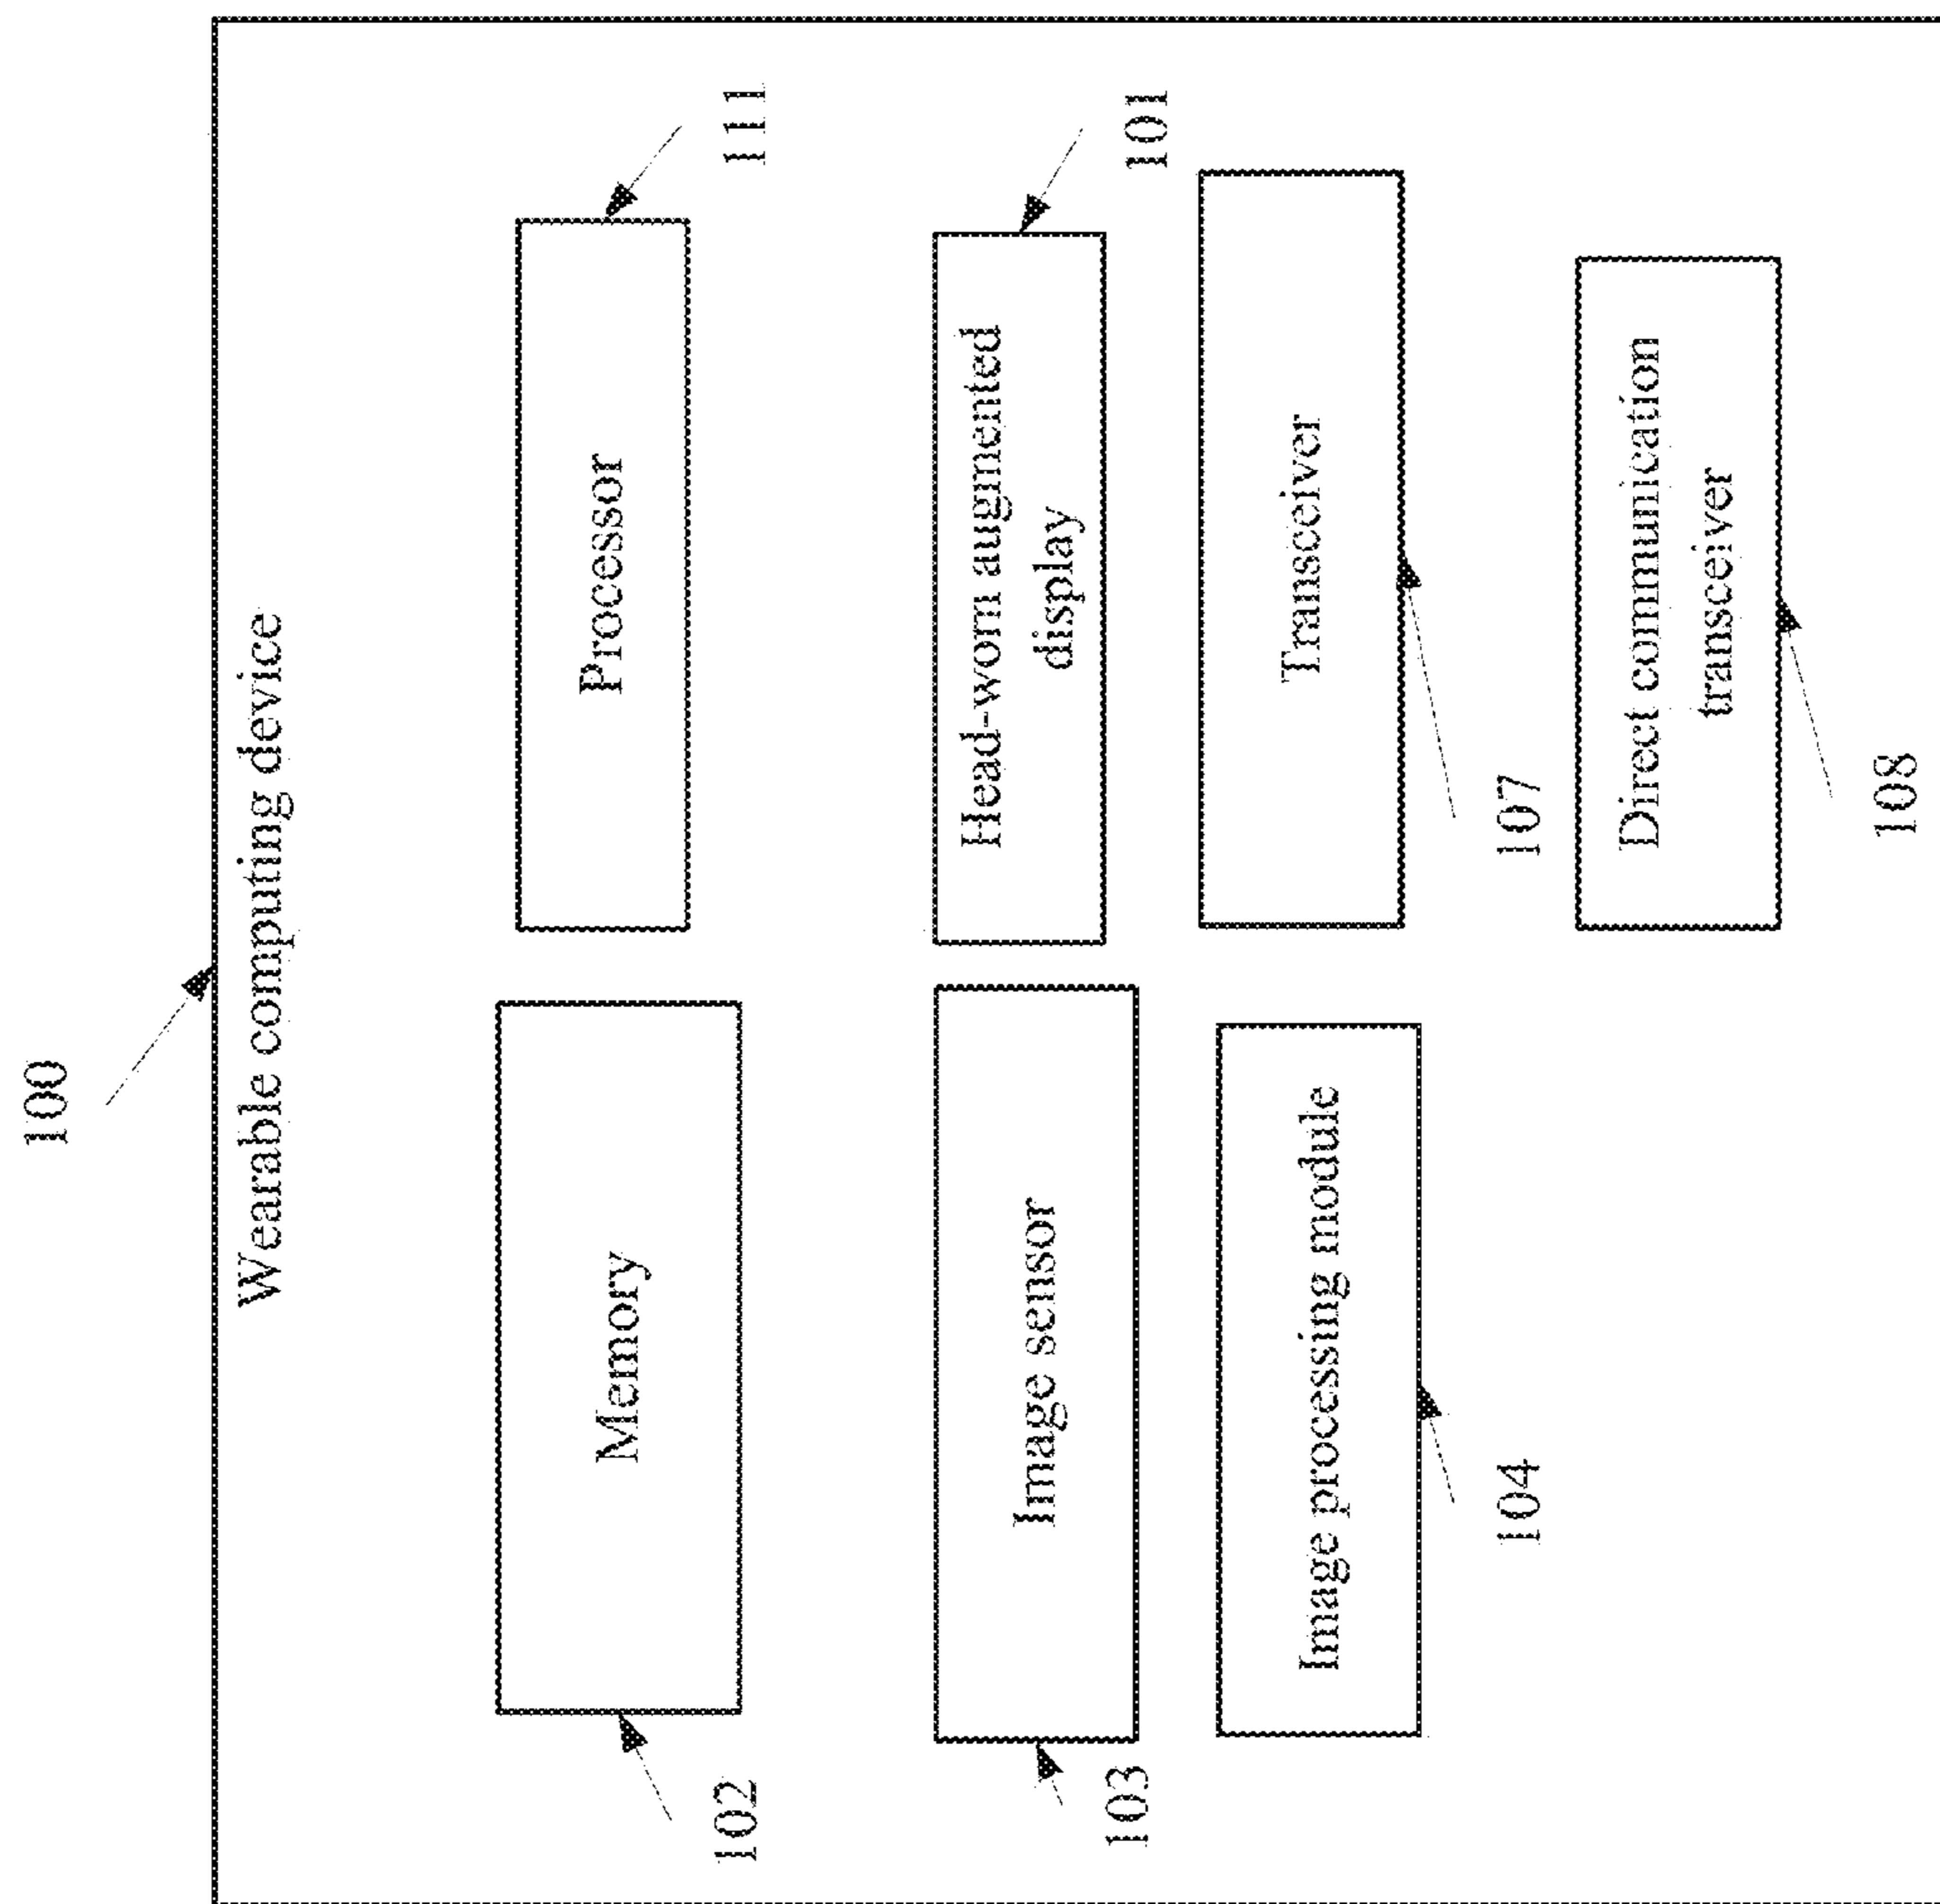 100
Wearable computing device
Memory
Processor
102
111
Image sensor
Head-worn augmented
display
103
101
Image processing module
Transceiver
104
107
Direct communication
transceiver
108